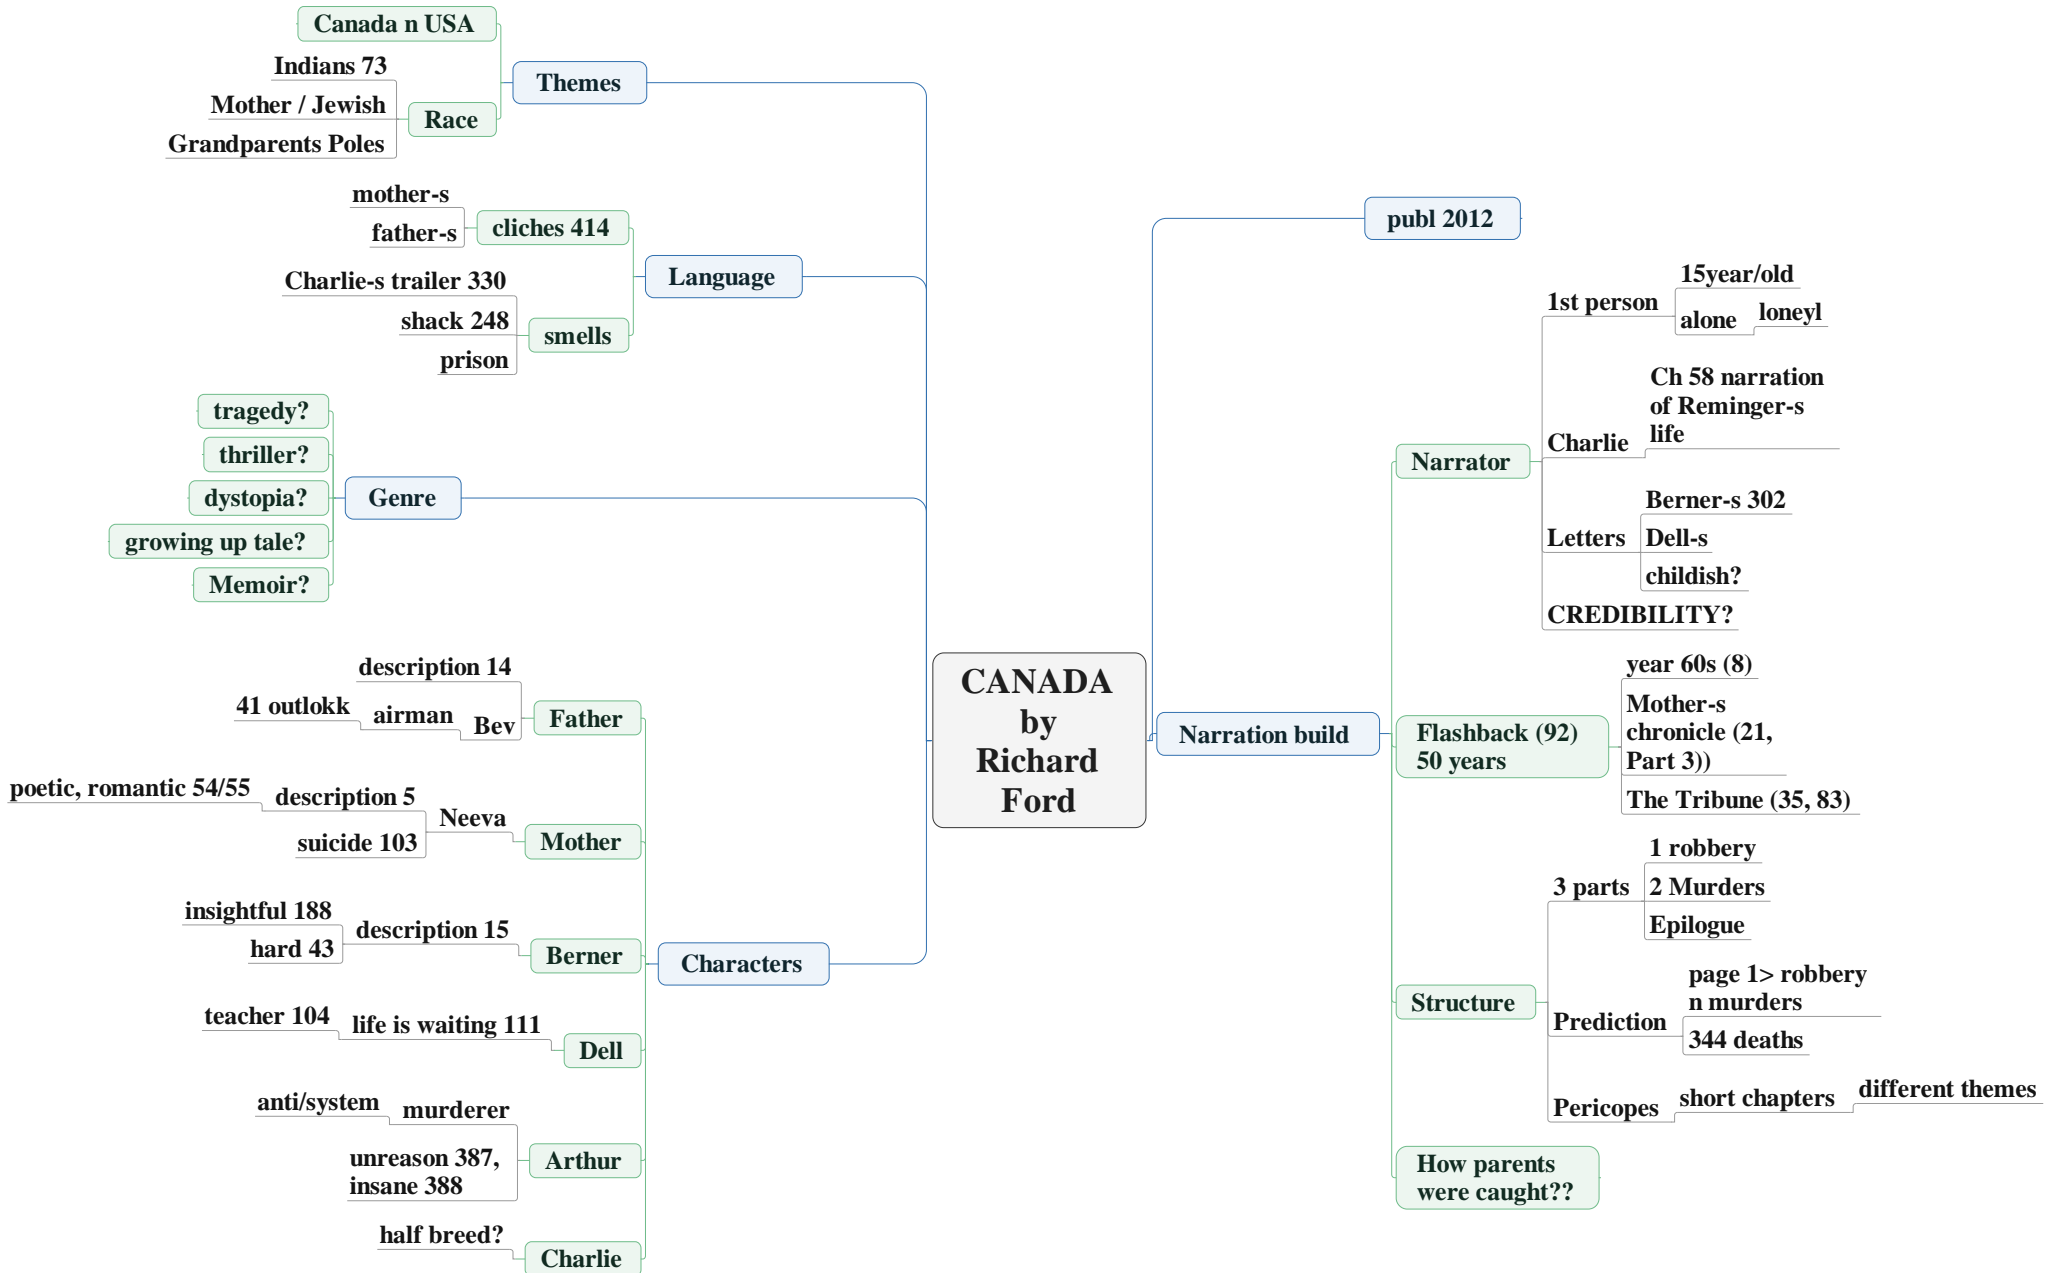 CANADA
by
Richard
Ford
Themes
Canada n USA
Race
Indians 73
Mother / Jewish
Grandparents Poles
Language
cliches 414
mother-s
father-s
smells
Charlie-s trailer 330
shack 248
prison
Genre
tragedy?
thriller?
dystopia?
growing up tale?
Memoir?
Characters
Father
description 14
Bev
airman
41 outlokk
Mother
Neeva
description 5
poetic, romantic 54/55
suicide 103
Berner
description 15
insightful 188
hard 43
Dell
life is waiting 111
teacher 104
Arthur
murderer
anti/system
unreason 387,
insane 388
Charlie
half breed?
publ 2012
Narration build
Narrator
1st person
15year/old
alone
loneyl
Charlie
Ch 58 narration
of Reminger-s
life
Letters
Berner-s 302
Dell-s
childish?
CREDIBILITY?
Flashback (92)
50 years
year 60s (8)
Mother-s
chronicle (21,
Part 3))
The Tribune (35, 83)
Structure
3 parts
1 robbery
2 Murders
Epilogue
Prediction
page 1> robbery
n murders
344 deaths
Pericopes
short chapters
different themes
How parents
were caught??